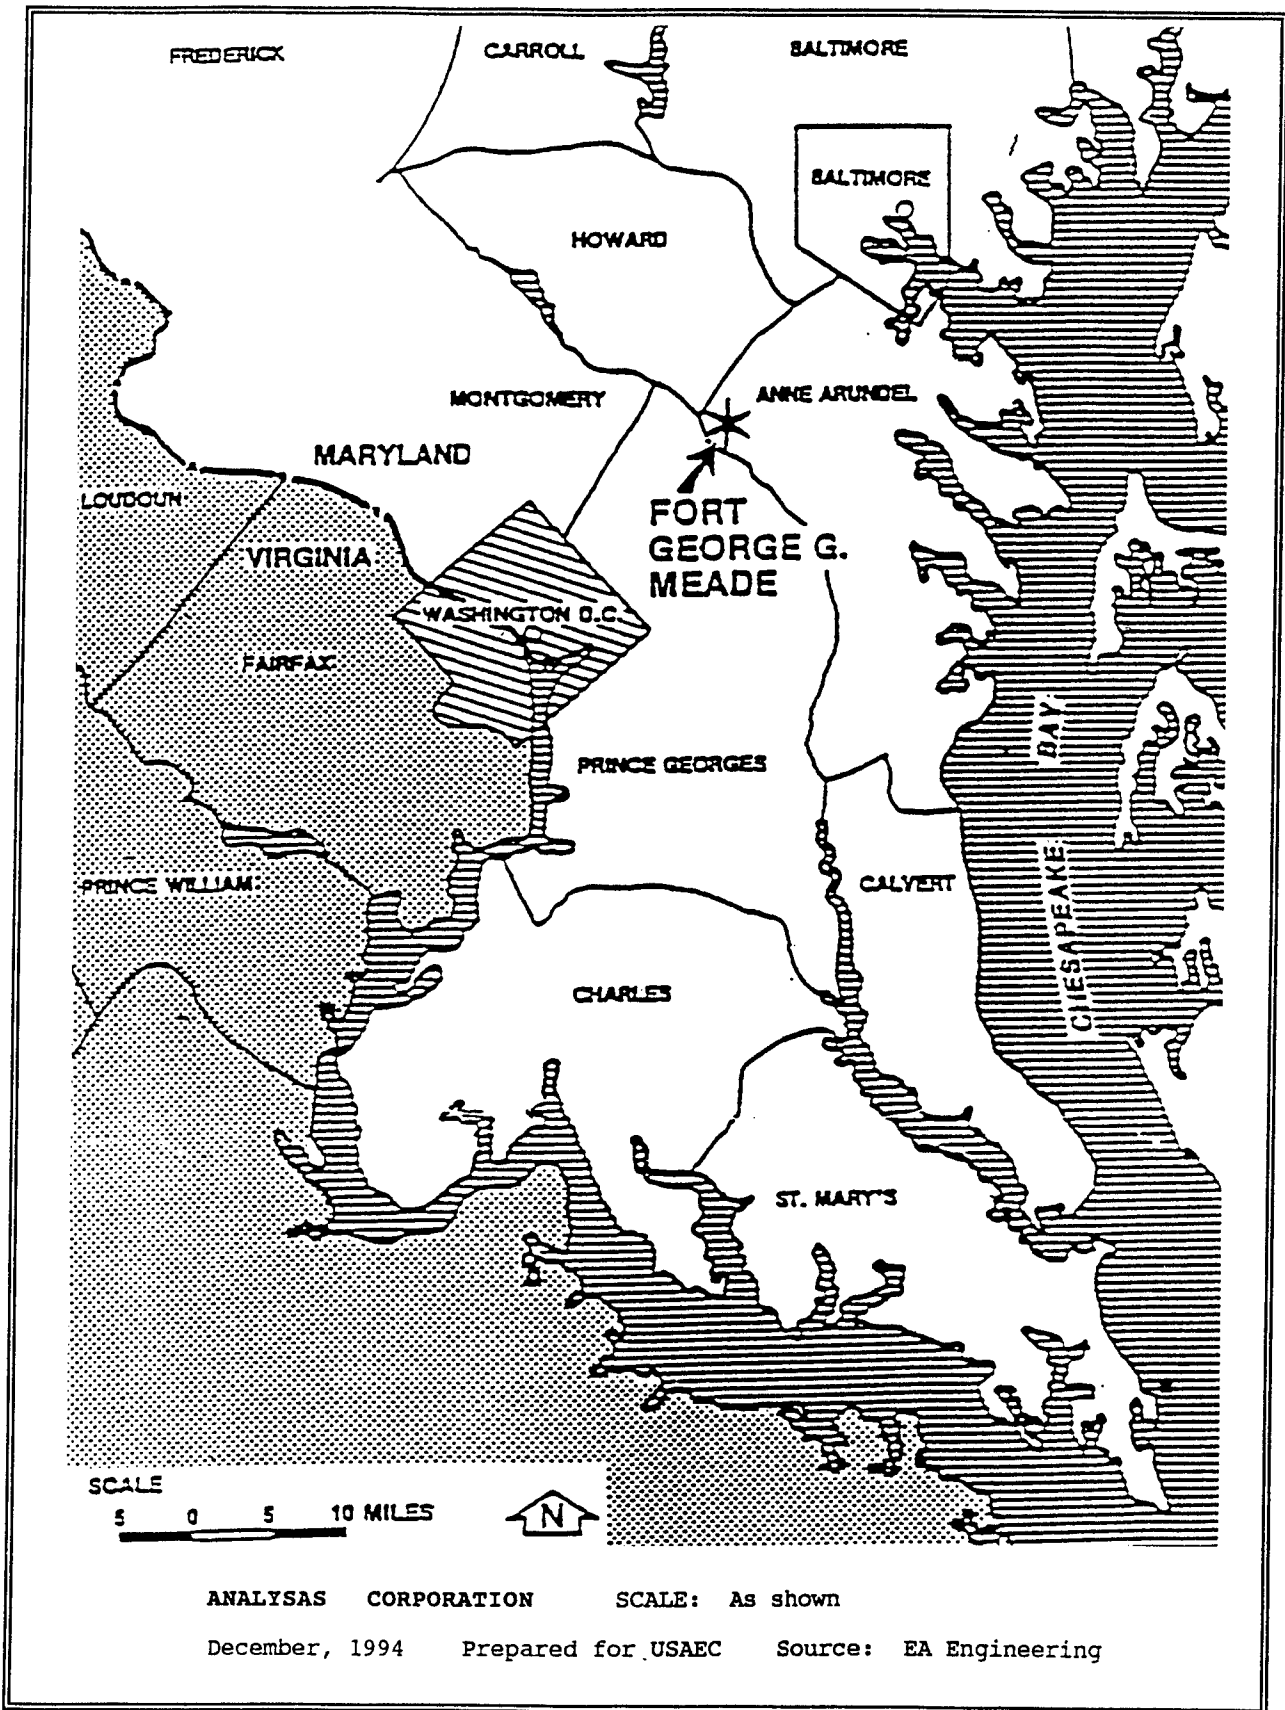 FREDERICK
CARROLL
BALTIMORE
BALTIMORE
HOWARD
MONTGOMERY
ANNE ARUNDEL
MARYLAND
LOUDOUN
FORT
GEORGE G.
MEADE
VIRGINIA
WASHINGTON D.C.
FAIRFAX
BAY
PRINCE GEORGES
PRINCE WILLIAM
CALVERT
CHESAPEAKE
CHARLES
ST. MARY'S
SCALE
5 0 5 10 MILES
N
ANALYSAS CORPORATION SCALE: As shown
December, 1994 Prepared for USAEC Source: EA Engineering